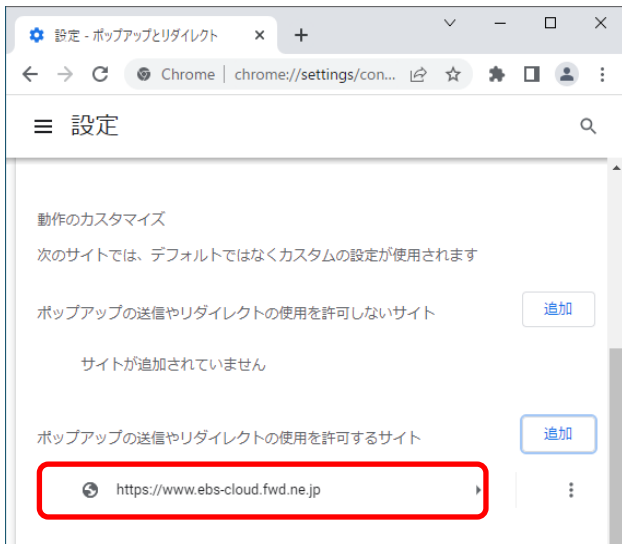 設定 - ポップアップとリダイレクト
Chrome | chrome://settings/con...
設定
動作のカスタマイズ
次のサイトでは、デフォルトではなくカスタムの設定が使用されます
ポップアップの送信やリダイレクトの使用を許可しないサイト 追加
サイトが追加されていません
ポップアップの送信やリダイレクトの使用を許可するサイト 追加
https://www.ebs-cloud.fwd.ne.jp